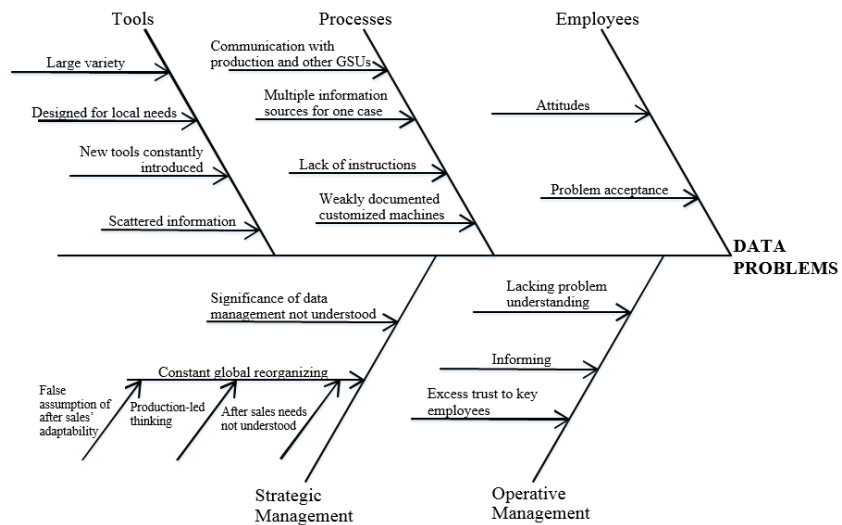 Tools
Processes
Employees
Large variety
Designed for local needs
New tools constantly
introduced
Scattered information
Communication with
production and other GSUs
Multiple information
sources for one case
Lack of instructions
Weakly documented
customized machines
Attitudes
Problem acceptance
DATA
PROBLEMS
Significance of data
management not understood
Constant global reorganizing
False
assumption of
after sales’
adaptability
Production-led
thinking
After sales needs
not understood
Lacking problem
understanding
Informing
Excess trust to key
employees
Strategic
Management
Operative
Management